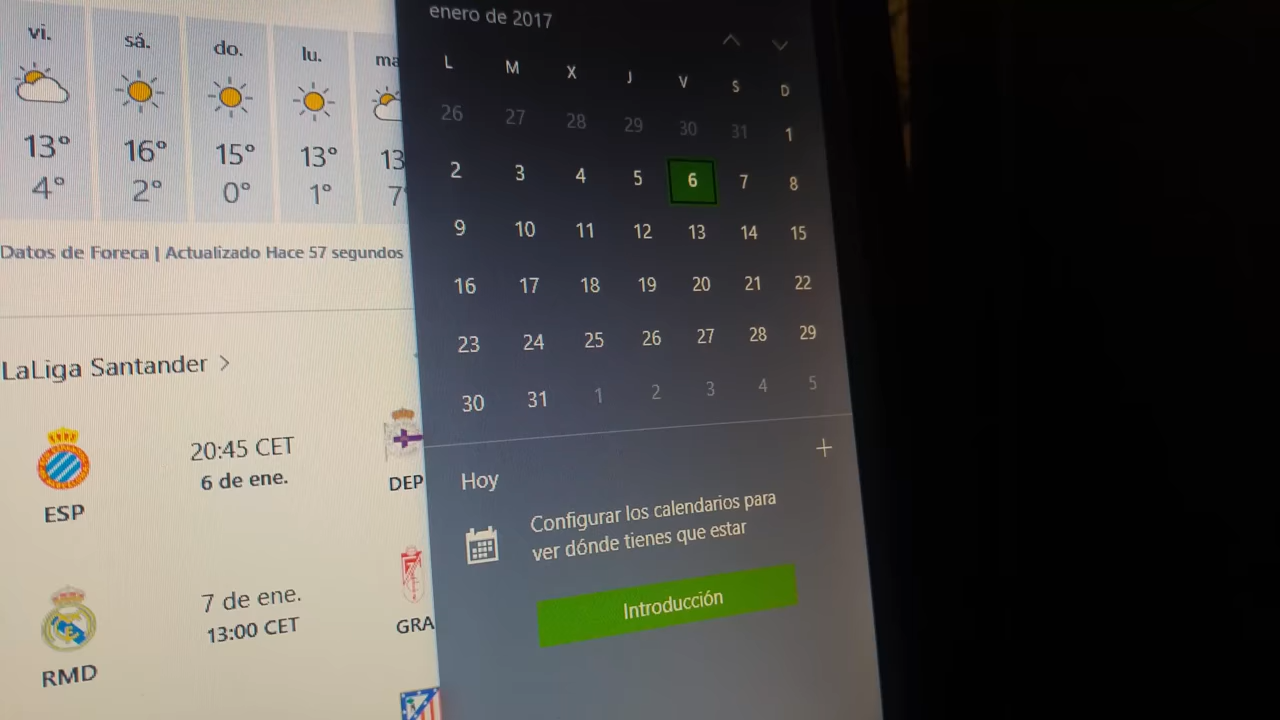 vi. sá. do. lu. ma
13° 16° 15° 13° 13
4° 2° 0° 1° 7°
Datos de Foreca | Actualizado Hace 57 segundos
LaLiga Santander >
20:45 CET
6 de ene.
ESP DEP
7 de ene.
13:00 CET
RMD GRA
enero de 2017
L M X J V S D
26 27 28 29 30 31 1
2 3 4 5 6 7 8
9 10 11 12 13 14 15
16 17 18 19 20 21 22
23 24 25 26 27 28 29
30 31 1 2 3 4 5
Hoy +
Configurar los calendarios para
ver dónde tienes que estar
Introducción